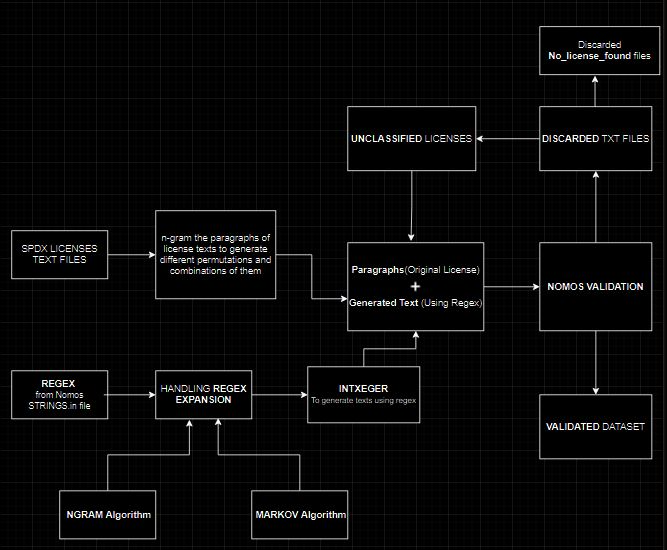 Discarded
No_license_found files
UNCLASSIFIED LICENSES
DISCARDED TXT FILES
SPDX LICENSES
TEXT FILES
n-gram the paragraphs of
license texts to generate
different permutations and
combinations of them
Paragraphs(Original License)
+
Generated Text (Using Regex)
NOMOS VALIDATION
REGEX
from Nomos
STRINGS.in file
HANDLING REGEX
EXPANSION
INTXEGER
To generate texts using regex
VALIDATED DATASET
NGRAM Algorithm
MARKOV Algorithm